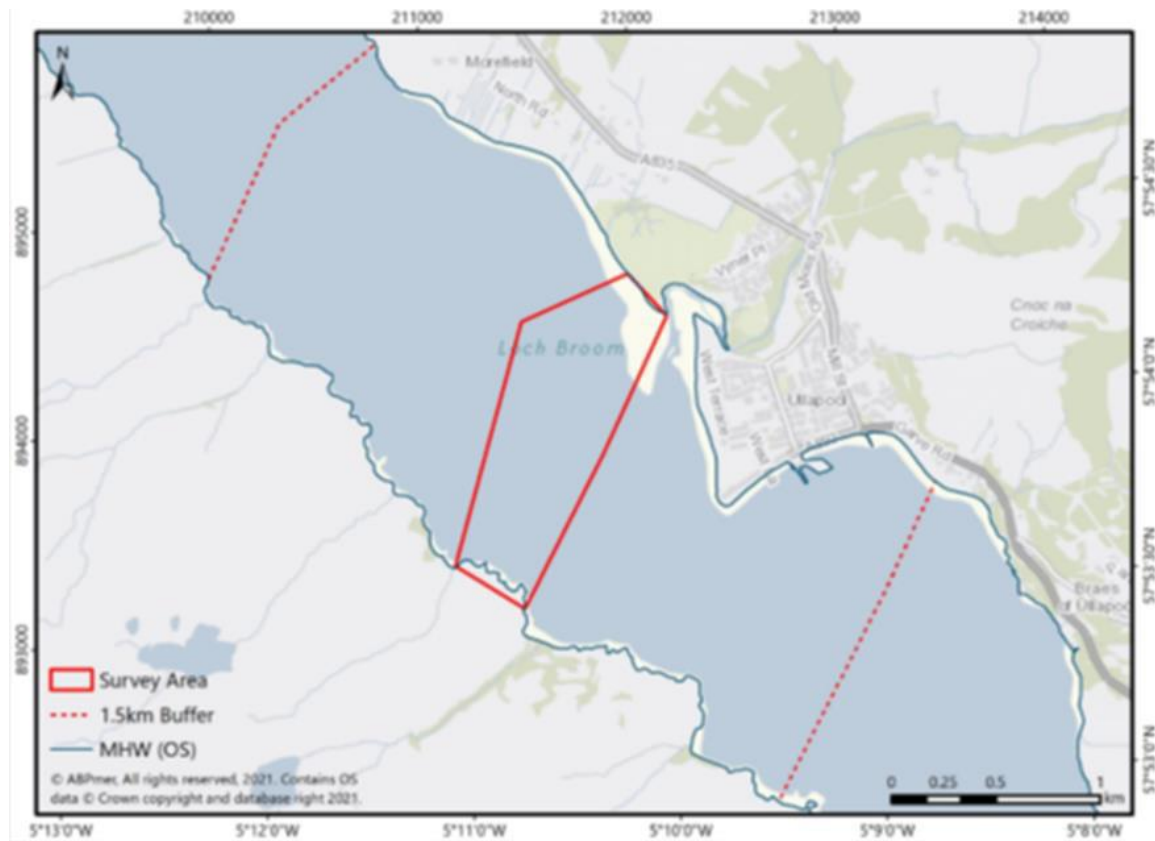 210000 211000 212000 213000 214000
N
Morefield
North Rd
A835
57°54'30"N
895000
Vyner Pl
Old Moss Rd
Cnoc na
Croiche
Loch Broom
57°54'0"N
Mill St
West Terrace
Ullapool
894000
Garve Rd
West
57°53'30"N
Braes
of Ullapool
893000
Survey Area
1.5km Buffer
MHW (OS)
© ABPmer, All rights reserved, 2021. Contains OS
data © Crown copyright and database right 2021.
0 0.25 0.5 1
km
57°53'0"N
5°13'0"W 5°12'0"W 5°11'0"W 5°10'0"W 5°9'0"W 5°8'0"W